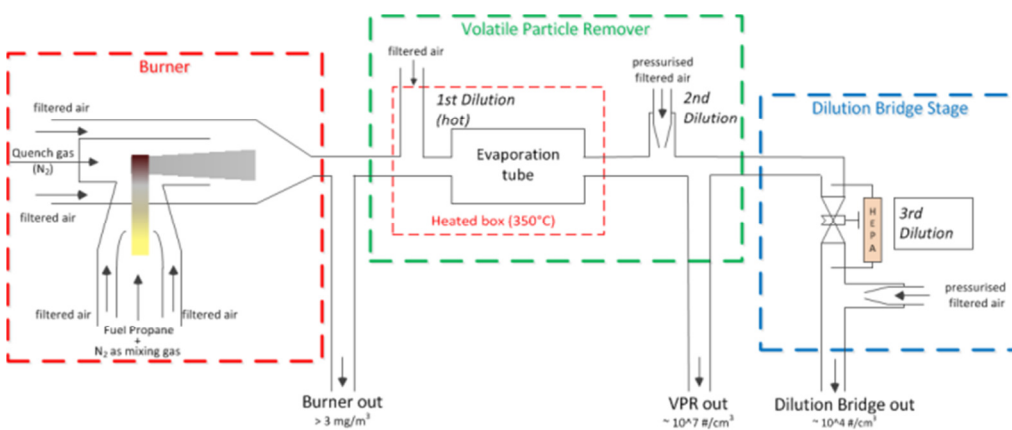 Burner
filtered air
Quench gas
(N2)
filtered air
filtered air
filtered air
Fuel Propane
+
N2 as mixing gas
Volatile Particle Remover
filtered air
1st Dilution
(hot)
Evaporation
tube
Heated box (350°C)
pressurised
filtered air
2nd
Dilution
Dilution Bridge Stage
HEPA
3rd
Dilution
pressurised
filtered air
Burner out
> 3 mg/m³
VPR out
~ 10^7 #/cm³
Dilution Bridge out
~ 10^4 #/cm³